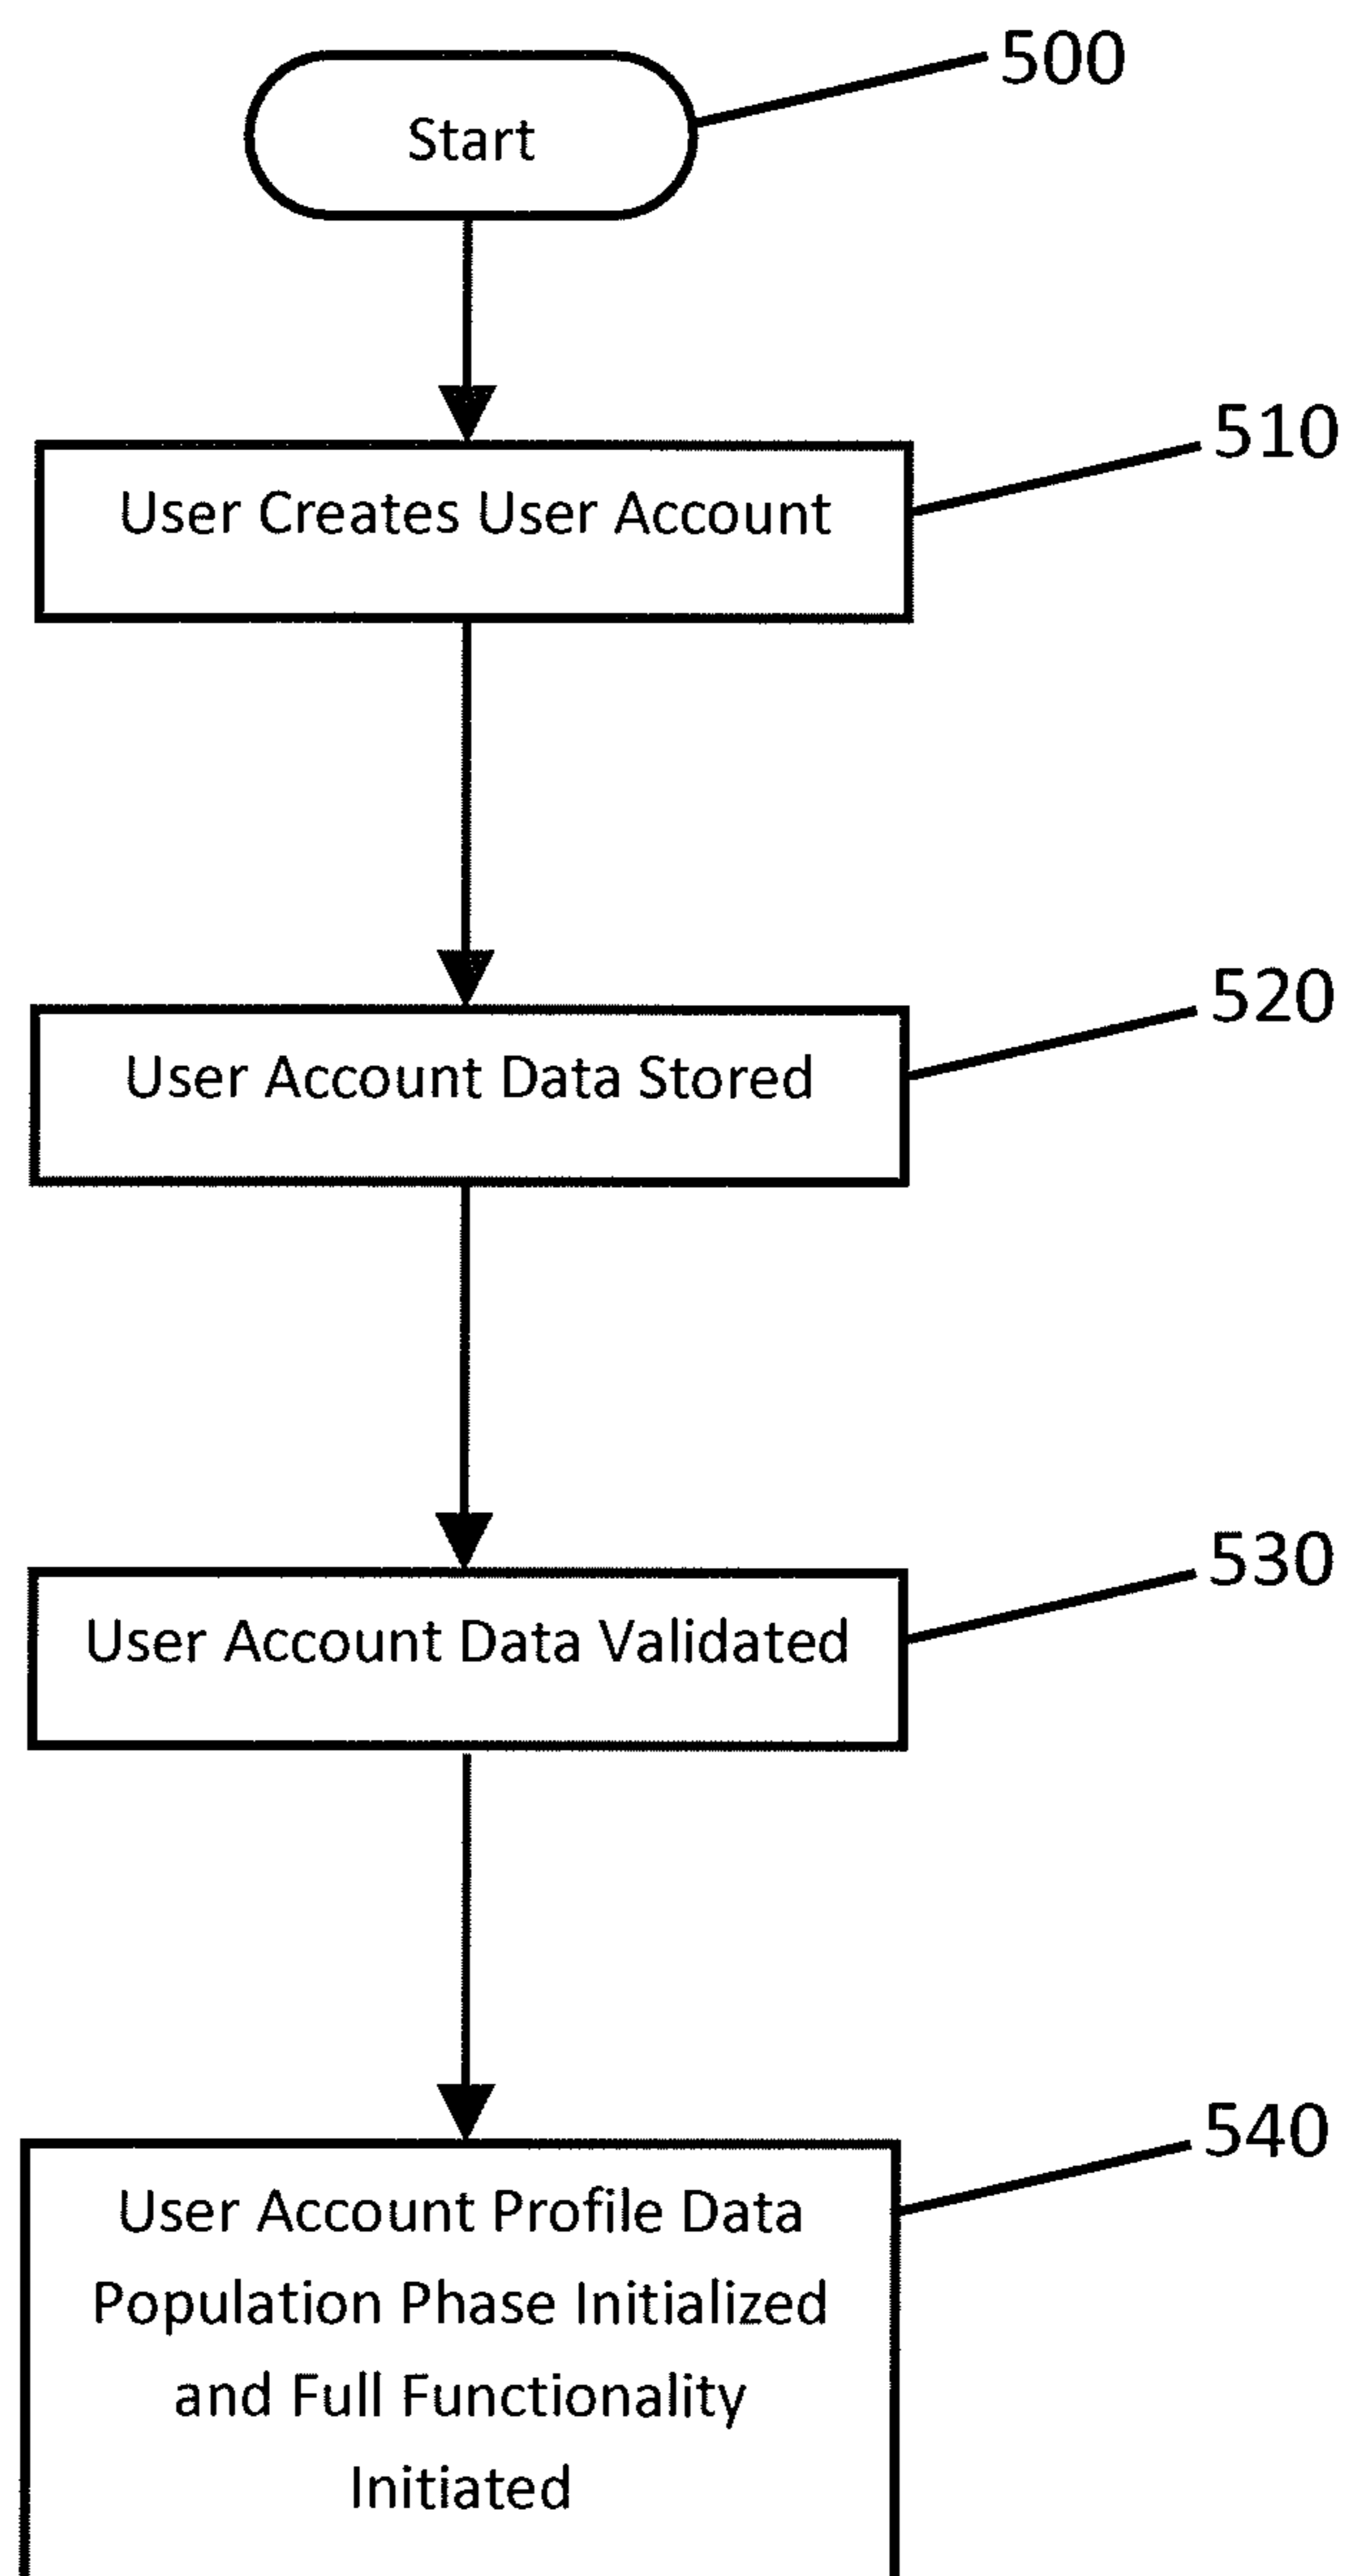 500
Start
510
User Creates User Account
520
User Account Data Stored
530
User Account Data Validated
540
User Account Profile Data
Population Phase Initialized
and Full Functionality
Initiated